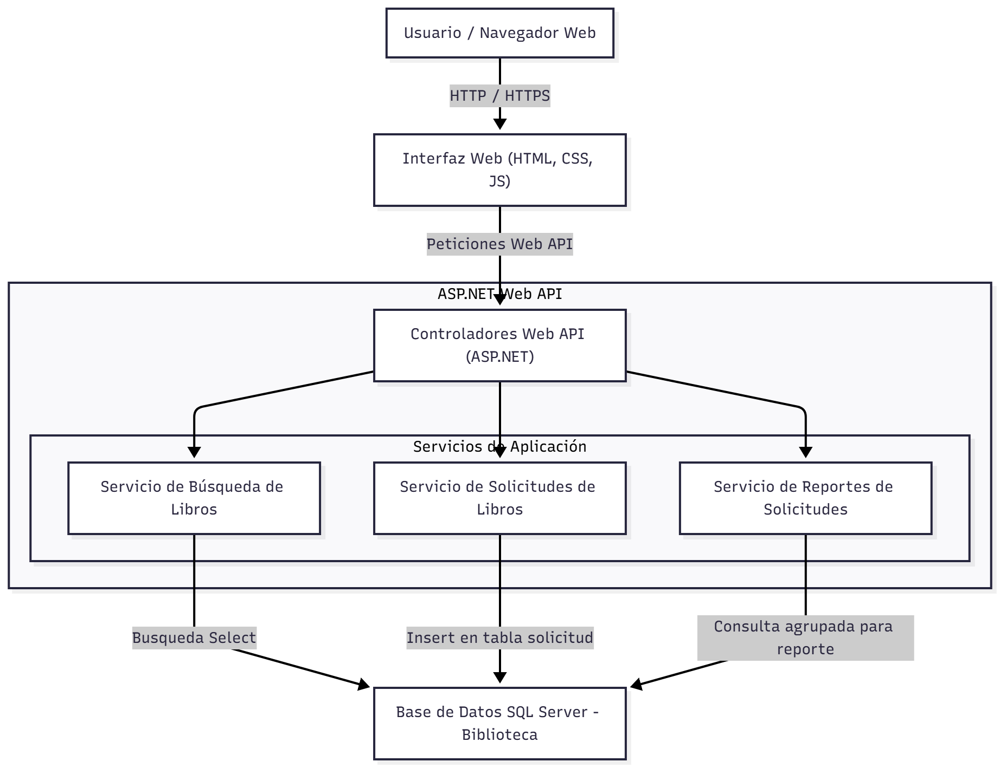 Usuario / Navegador Web
HTTP / HTTPS
Interfaz Web (HTML, CSS,
JS)
Peticiones Web API
ASP.NET Web API
Controladores Web API
(ASP.NET)
Servicios de Aplicación
Servicio de Búsqueda de
Libros
Servicio de Solicitudes de
Libros
Servicio de Reportes de
Solicitudes
Busqueda Select
Insert en tabla solicitud
Consulta agrupada para
reporte
Base de Datos SQL Server -
Biblioteca